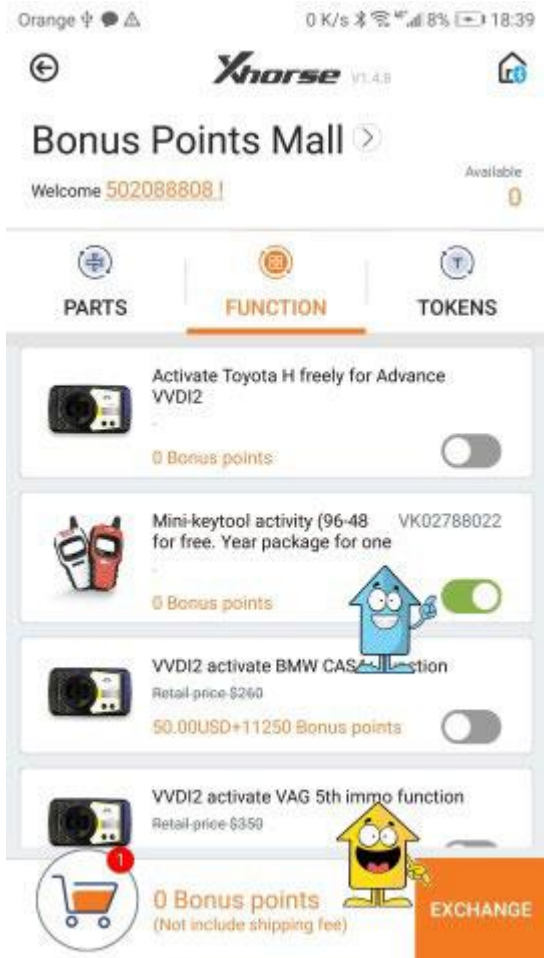 Orange
0 K/s 8% 18:39
Xhorse V1.4.8
Bonus Points Mall
Available
Welcome 502088808 !
0
PARTS
FUNCTION
TOKENS
Activate Toyota H freely for Advance
VVDI2
0 Bonus points
Mini-keytool activity (96-48 VK02788022
for free. Year package for one
0 Bonus points
VVDI2 activate BMW CAS4+ function
Retail price $260
50.00USD+11250 Bonus points
VVDI2 activate VAG 5th immo function
Retail price $350
1
0 Bonus points
(Not include shipping fee)
EXCHANGE